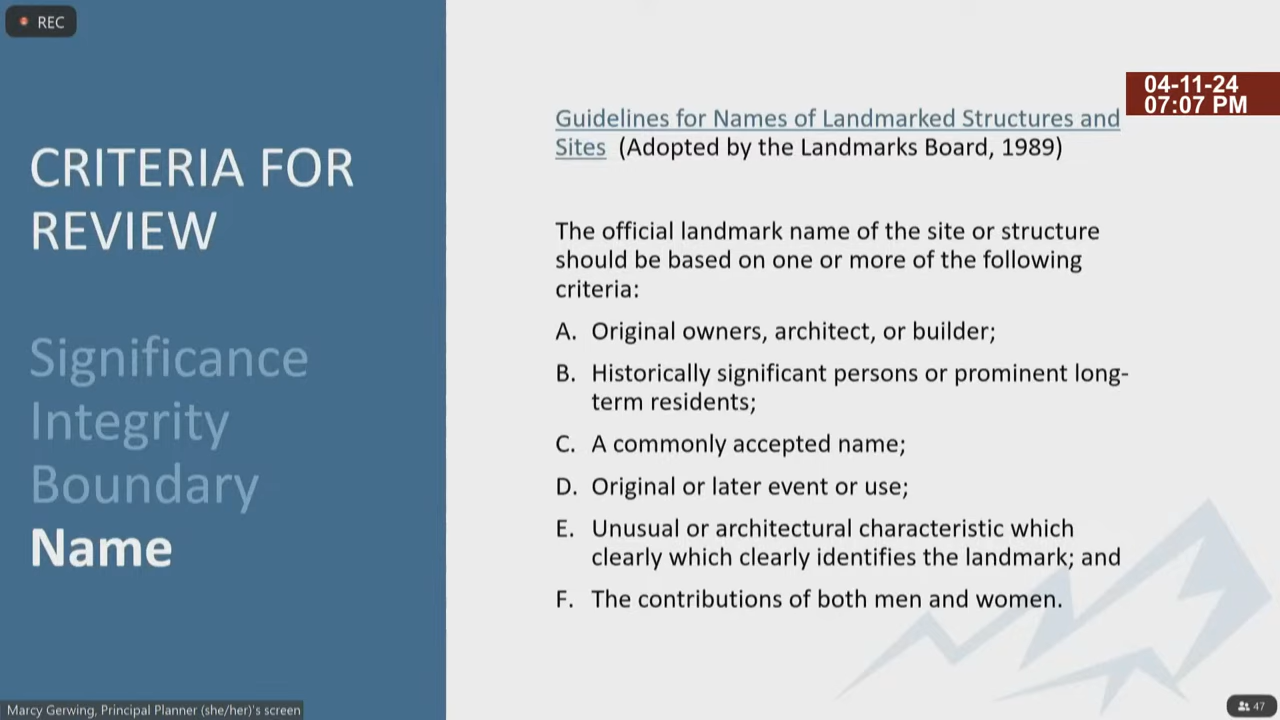 REC
04-11-24
07:07 PM
CRITERIA FOR
REVIEW
Significance
Integrity
Boundary
Name
Guidelines for Names of Landmarked Structures and
Sites (Adopted by the Landmarks Board, 1989)
The official landmark name of the site or structure
should be based on one or more of the following
criteria:
A. Original owners, architect, or builder;
B. Historically significant persons or prominent long-
term residents;
C. A commonly accepted name;
D. Original or later event or use;
E. Unusual or architectural characteristic which
clearly which clearly identifies the landmark; and
F. The contributions of both men and women.
Marcy Gerwing, Principal Planner (she/her)'s screen
47